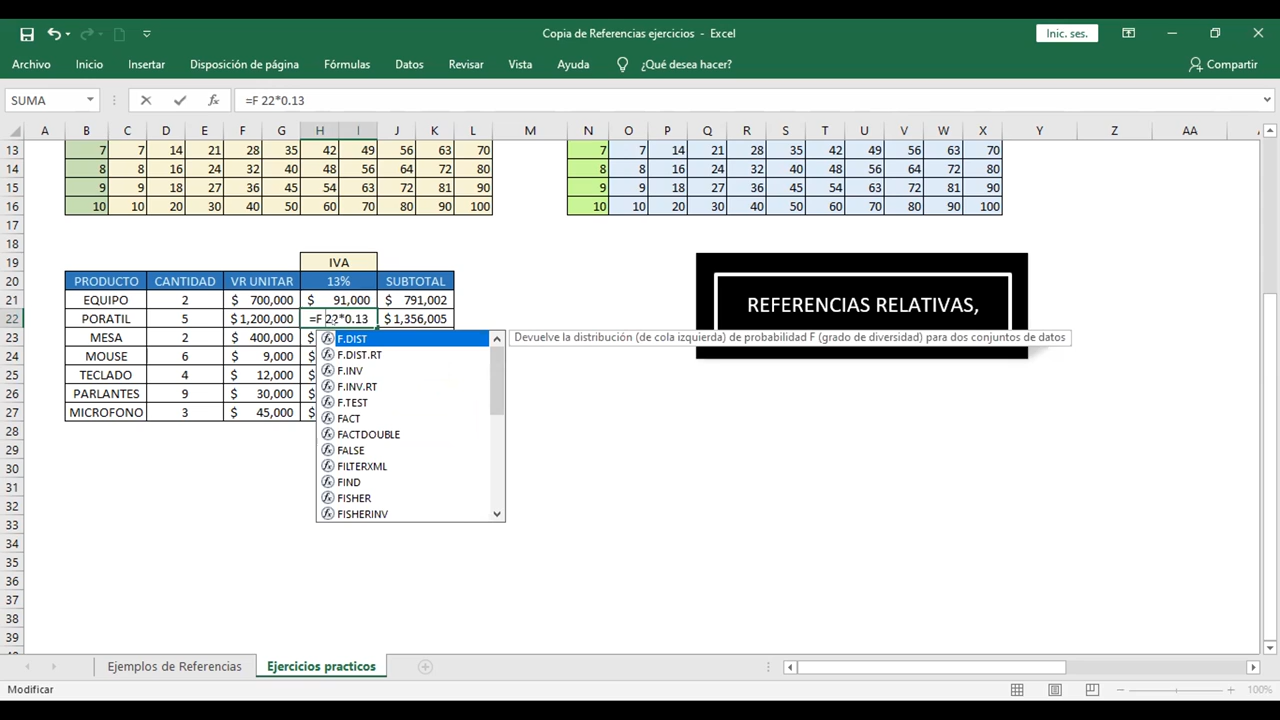 Copia de Referencias ejercicios - Excel
Inic. ses.
Archivo Inicio Insertar Disposición de página Fórmulas Datos Revisar Vista Ayuda ¿Qué desea hacer? Compartir
SUMA fx =F 22*0.13
A B C D E F G H I J K L M N O P Q R S T U V W X Y Z AA
13 7 7 14 21 28 35 42 49 56 63 70 7 7 14 21 28 35 42 49 56 63 70
14 8 8 16 24 32 40 48 56 64 72 80 8 8 16 24 32 40 48 56 64 72 80
15 9 9 18 27 36 45 54 63 72 81 90 9 9 18 27 36 45 54 63 72 81 90
16 10 10 20 30 40 50 60 70 80 90 100 10 10 20 30 40 50 60 70 80 90 100
17
18
19 IVA
20 PRODUCTO CANTIDAD VR UNITAR 13% SUBTOTAL
21 EQUIPO 2 $ 700,000 $ 91,000 $ 791,002
REFERENCIAS RELATIVAS,
22 PORATIL 5 $ 1,200,000 =F 22*0.13 $ 1,356,005
23 MESA 2 $ 400,000 $
24 MOUSE 6 $ 9,000 $
25 TECLADO 4 $ 12,000 $
26 PARLANTES 9 $ 30,000 $
27 MICROFONO 3 $ 45,000 $
F.DIST
Devuelve la distribución (de cola izquierda) de probabilidad F (grado de diversidad) para dos conjuntos de datos
F.DIST.RT
F.INV
F.INV.RT
F.TEST
FACT
FACTDOUBLE
FALSE
FILTERXML
FIND
FISHER
FISHERINV
28
29
30
31
32
33
34
35
36
37
38
39
Ejemplos de Referencias Ejercicios practicos
Modificar 100%